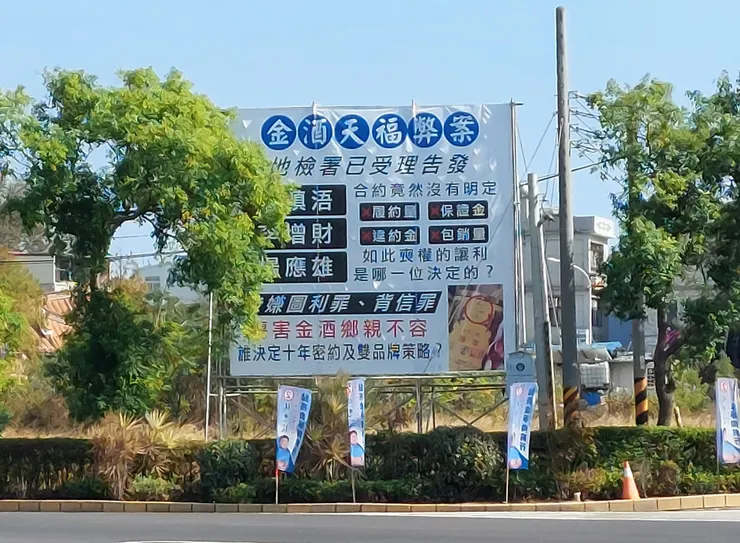 金酒天福弊案
地檢署已受理告發
合約竟然沒有明定
履約量 保證金
違約金 包銷量
如此喪權的讓利
是哪一位決定的？
浯
增財
應雄
嫌圖利罪、背信罪
害金酒鄉親不容
誰決定十年密約及雙品牌策略？